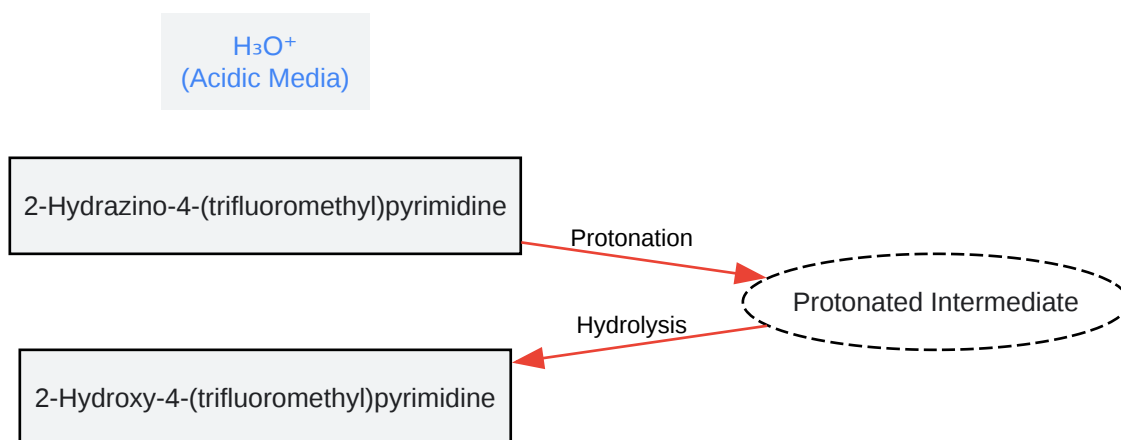 H₃O⁺
(Acidic Media)
2-Hydrazino-4-(trifluoromethyl)pyrimidine
Protonation
Protonated Intermediate
Hydrolysis
2-Hydroxy-4-(trifluoromethyl)pyrimidine